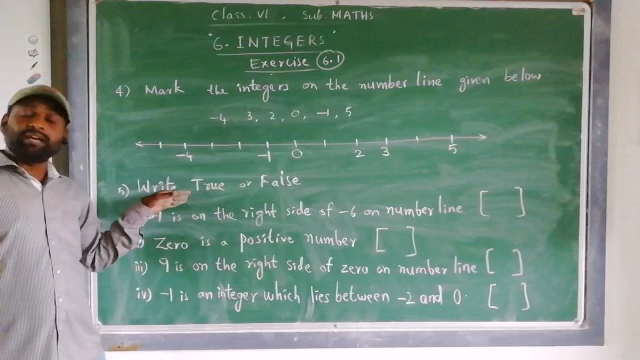 Class. VI. Sub. MATHS
"6. INTEGERS"
Exercise 6.1
4) Mark the integers on the number line given below
-4, 3, 2, 0, -1, 5
-4 -1 0 2 3 5
5) Write True or False
is on the right side of -6 on number line [ ]
Zero is a positive number [ ]
iii) 9 is on the right side of zero on number line [ ]
iv) -1 is an integer which lies between -2 and 0. [ ]